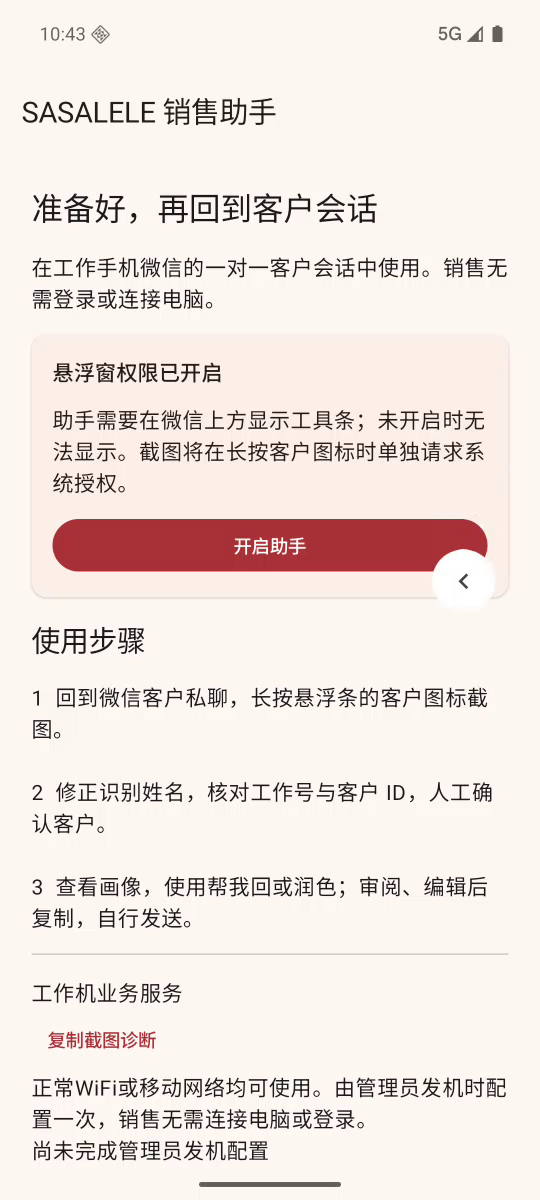 10:43
5G
SASALELE 销售助手
准备好，再回到客户会话
在工作手机微信的一对一客户会话中使用。销售无
需登录或连接电脑。
悬浮窗权限已开启
助手需要在微信上方显示工具条；未开启时无
法显示。截图将在长按客户图标时单独请求系
统授权。
开启助手
使用步骤
1 回到微信客户私聊，长按悬浮条的客户图标截
图。
2 修正识别姓名，核对工作号与客户 ID，人工确
认客户。
3 查看画像，使用帮我回或润色；审阅、编辑后
复制，自行发送。
工作机业务服务
复制截图诊断
正常WiFi或移动网络均可使用。由管理员发机时配
置一次，销售无需连接电脑或登录。
尚未完成管理员发机配置